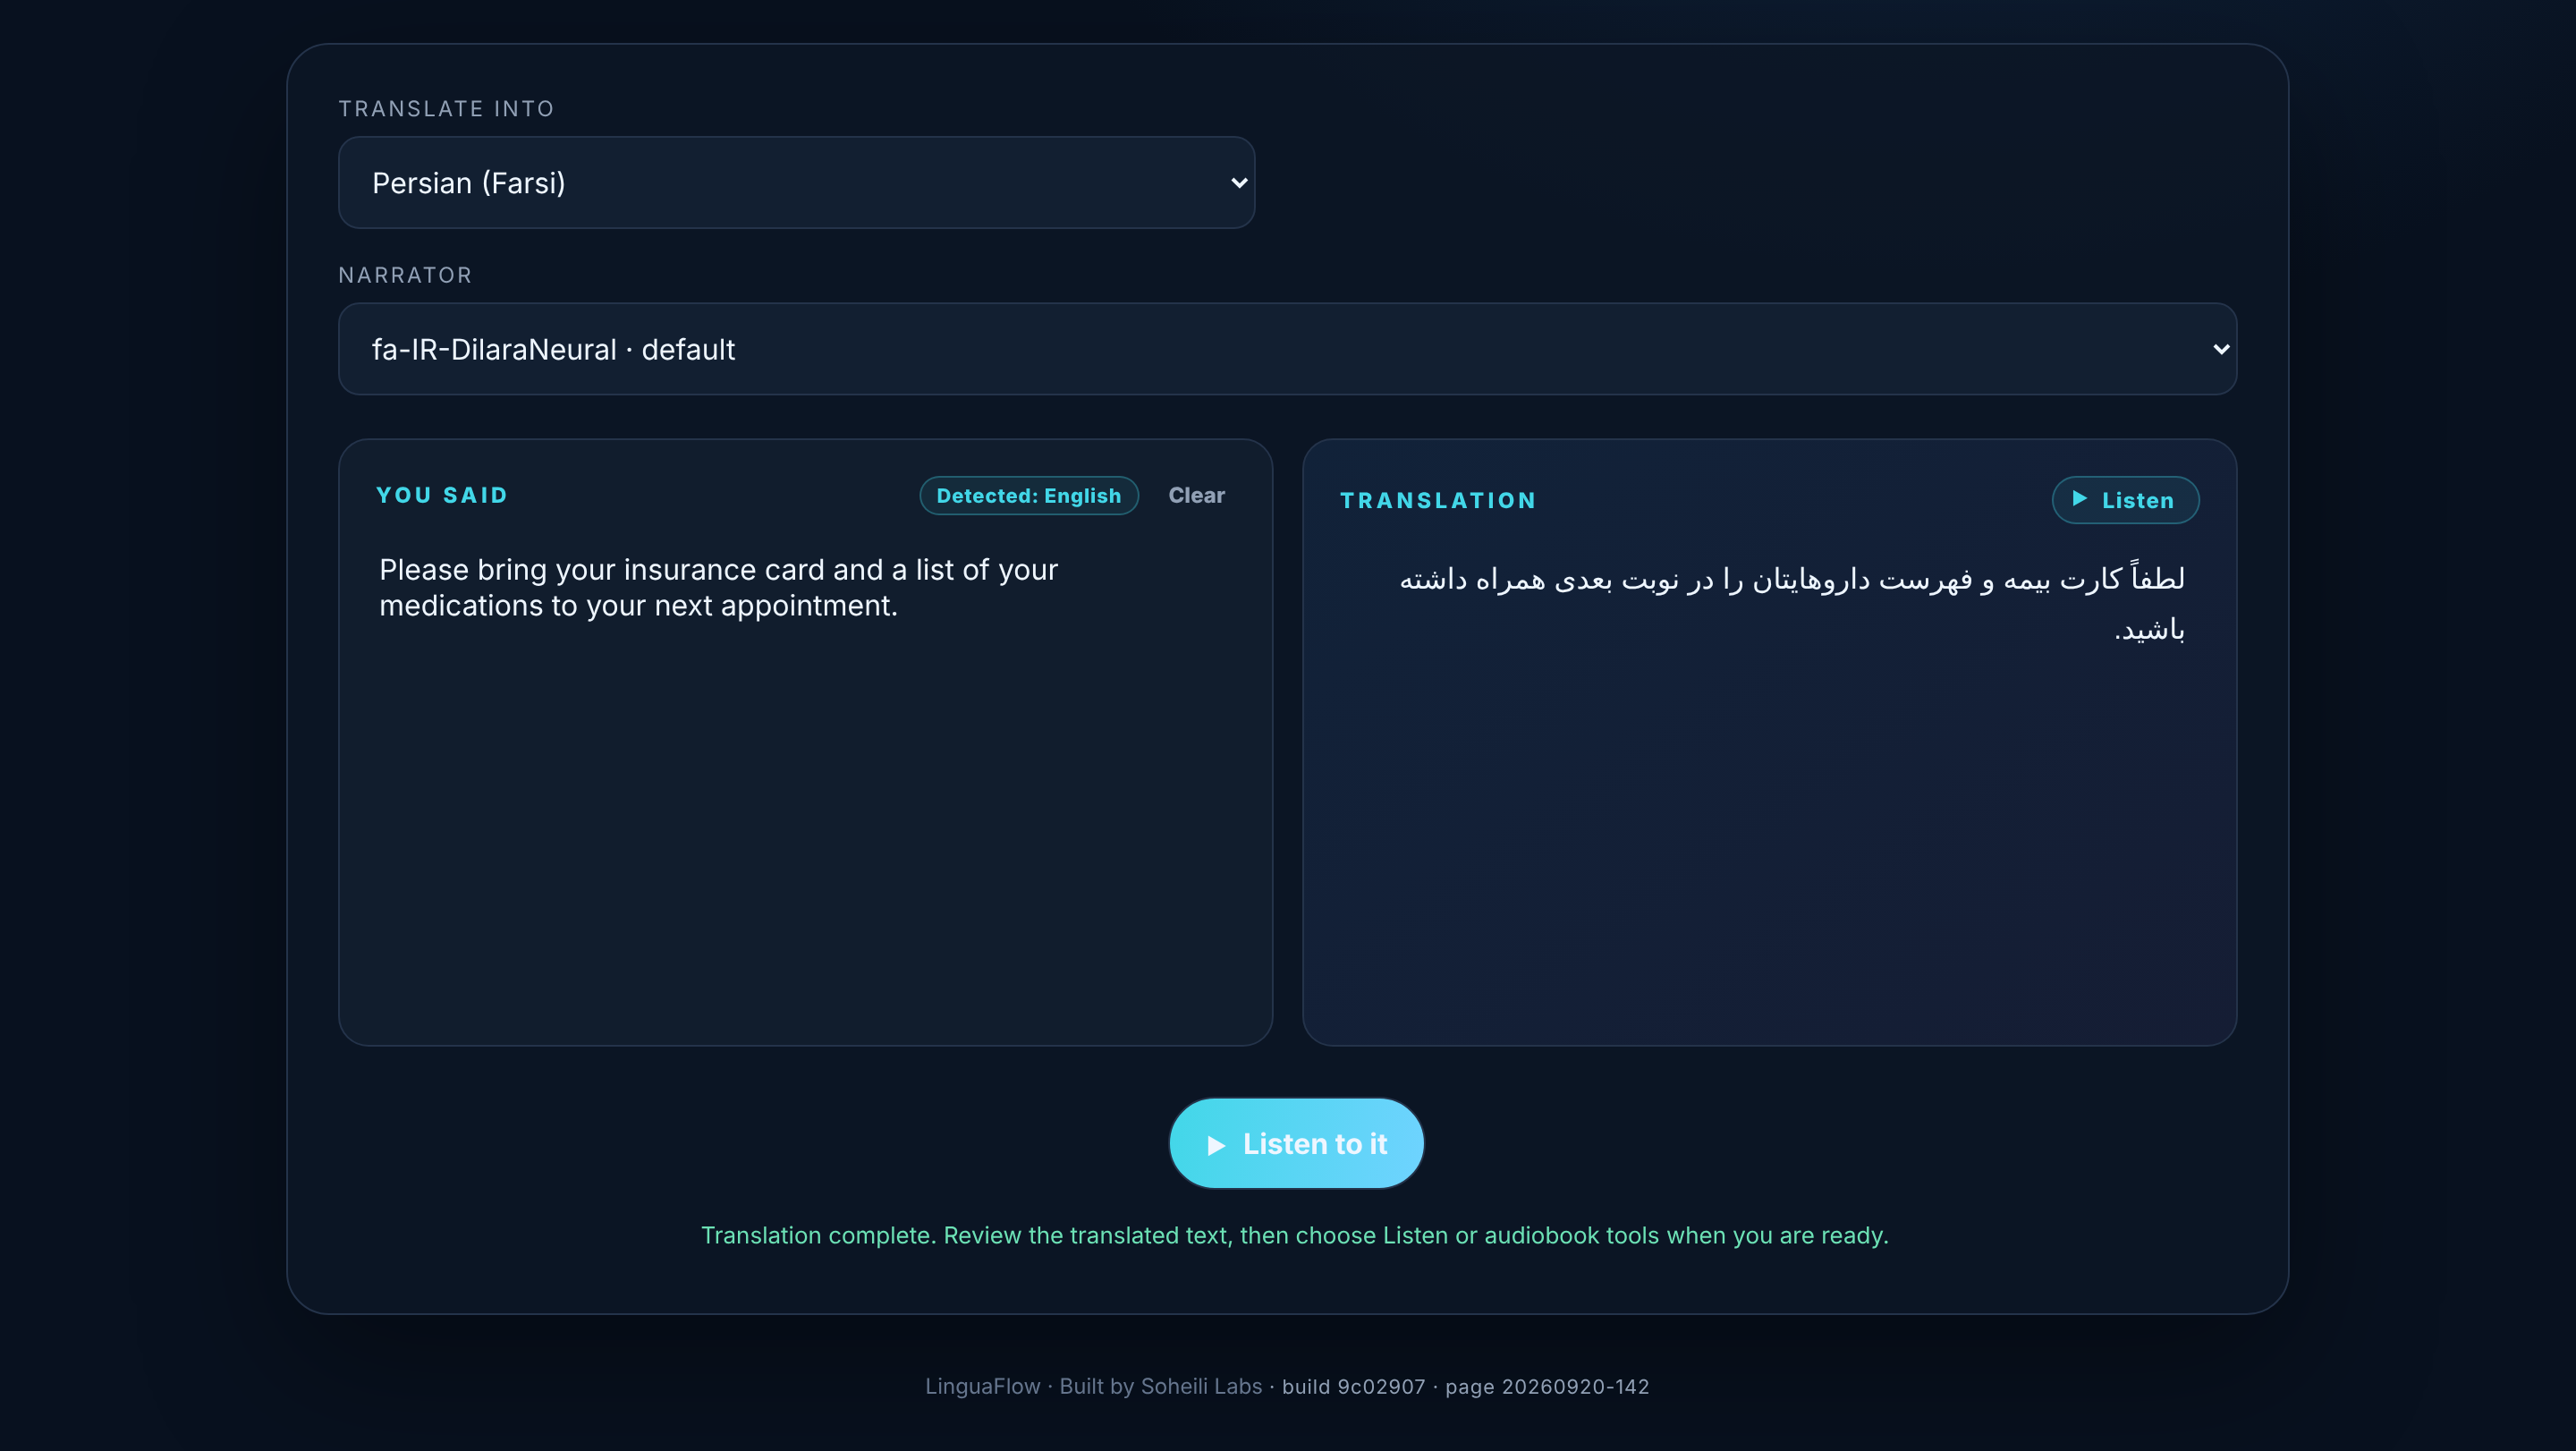 TRANSLATE INTO
Persian (Farsi)
NARRATOR
fa-IR-DilaraNeural · default
YOU SAID
Detected: English
Clear
Please bring your insurance card and a list of your
medications to your next appointment.
TRANSLATION
Listen
لطفاً کارت بیمه و فهرست داروهایتان را در نوبت بعدی همراه داشته
باشید.
Listen to it
Translation complete. Review the translated text, then choose Listen or audiobook tools when you are ready.
LinguaFlow · Built by Soheili Labs · build 9c02907 · page 20260920-142